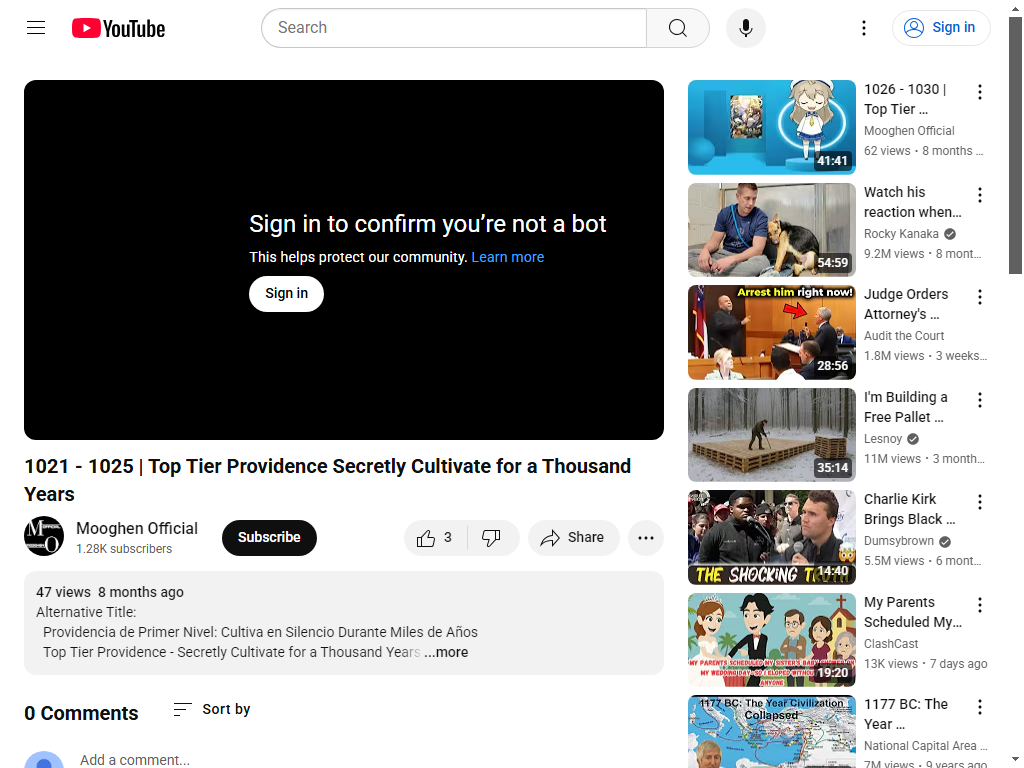 YouTube
Search
Sign in
Sign in to confirm you’re not a bot
This helps protect our community. Learn more
Sign in
1021 - 1025 | Top Tier Providence Secretly Cultivate for a Thousand
Years
Mooghen Official
1.28K subscribers
Subscribe
3
Share
47 views 8 months ago
Alternative Title:
Providencia de Primer Nivel: Cultiva en Silencio Durante Miles de Años
Top Tier Providence - Secretly Cultivate for a Thousand Years ...more
0 Comments
Sort by
Add a comment...
41:41
1026 - 1030 |
Top Tier ...
Mooghen Official
62 views • 8 months ...
54:59
Watch his
reaction when...
Rocky Kanaka
9.2M views • 8 mont...
Arrest him right now!
28:56
Judge Orders
Attorney's ...
Audit the Court
1.8M views • 3 weeks...
35:14
I'm Building a
Free Pallet ...
Lesnoy
11M views • 3 month...
THE SHOCKING
14:40
Charlie Kirk
Brings Black ...
Dumsybrown
5.5M views • 6 mont...
MY PARENTS SCHEDULED MY SISTER'S BABY
MY WEDDING DAY-SO I ELOPED WITHOUT
ANYONE
19:20
My Parents
Scheduled My...
ClashCast
13K views • 7 days ago
1177 BC: The Year Civilization
Collapsed
1177 BC: The
Year ...
National Capital Area ...
7M views • 9 years ago